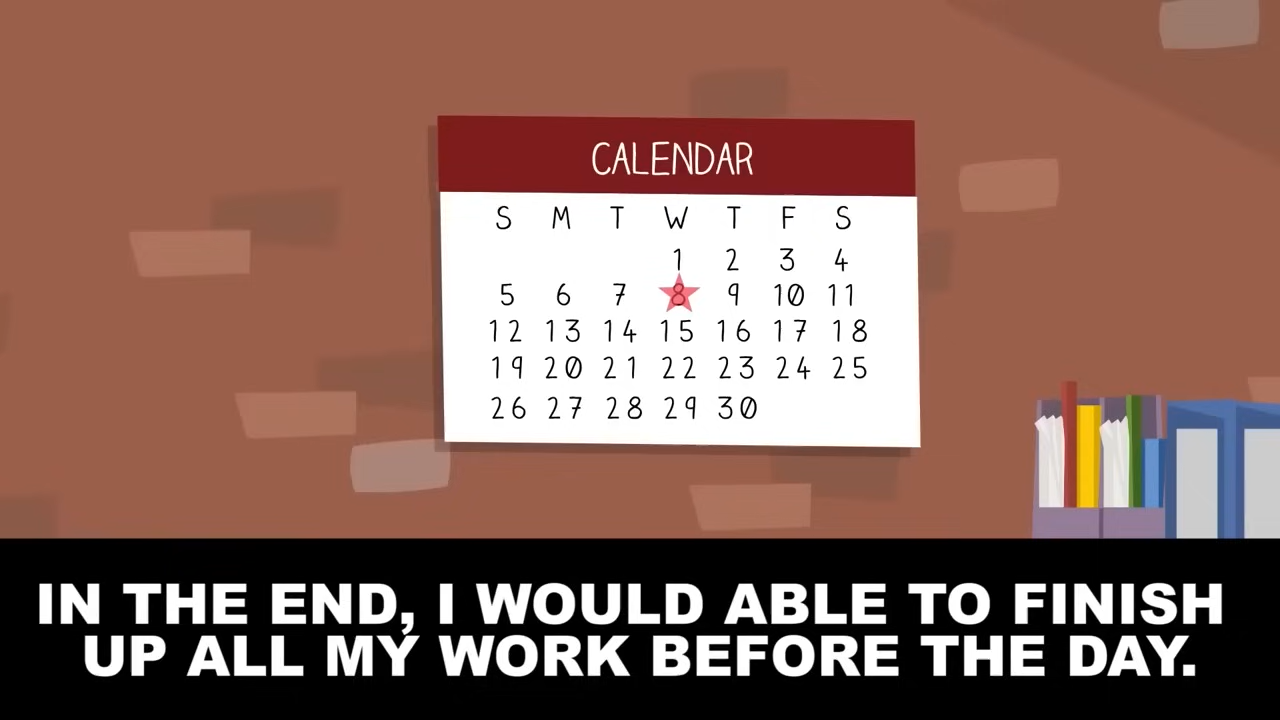 CALENDAR
S M T W T F S
1 2 3 4
5 6 7 8 9 10 11
12 13 14 15 16 17 18
19 20 21 22 23 24 25
26 27 28 29 30
IN THE END, I WOULD ABLE TO FINISH
UP ALL MY WORK BEFORE THE DAY.